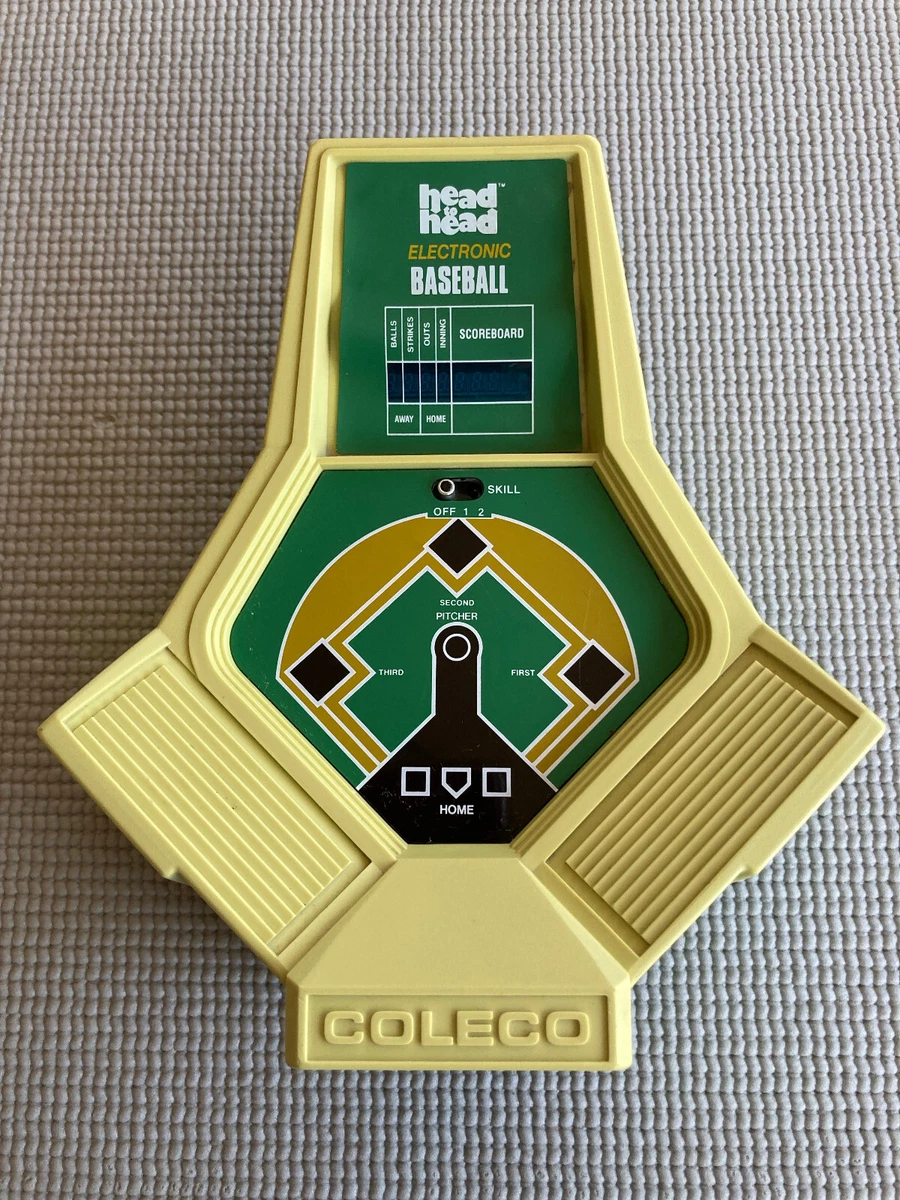 head™
to
head
ELECTRONIC
BASEBALL
BALLS
STRIKES
OUTS
INNING
SCOREBOARD
AWAY
HOME
SKILL
OFF 1 2
SECOND
PITCHER
THIRD
FIRST
HOME
COLECO